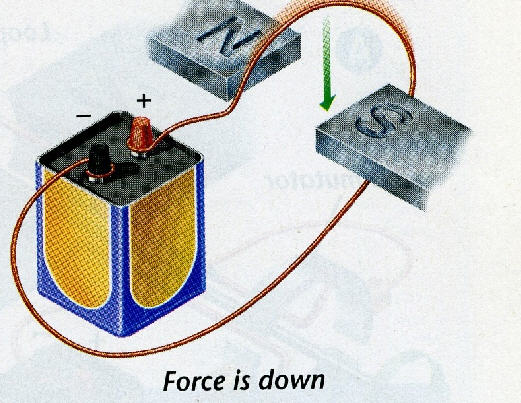 N
S
− +
Force is down